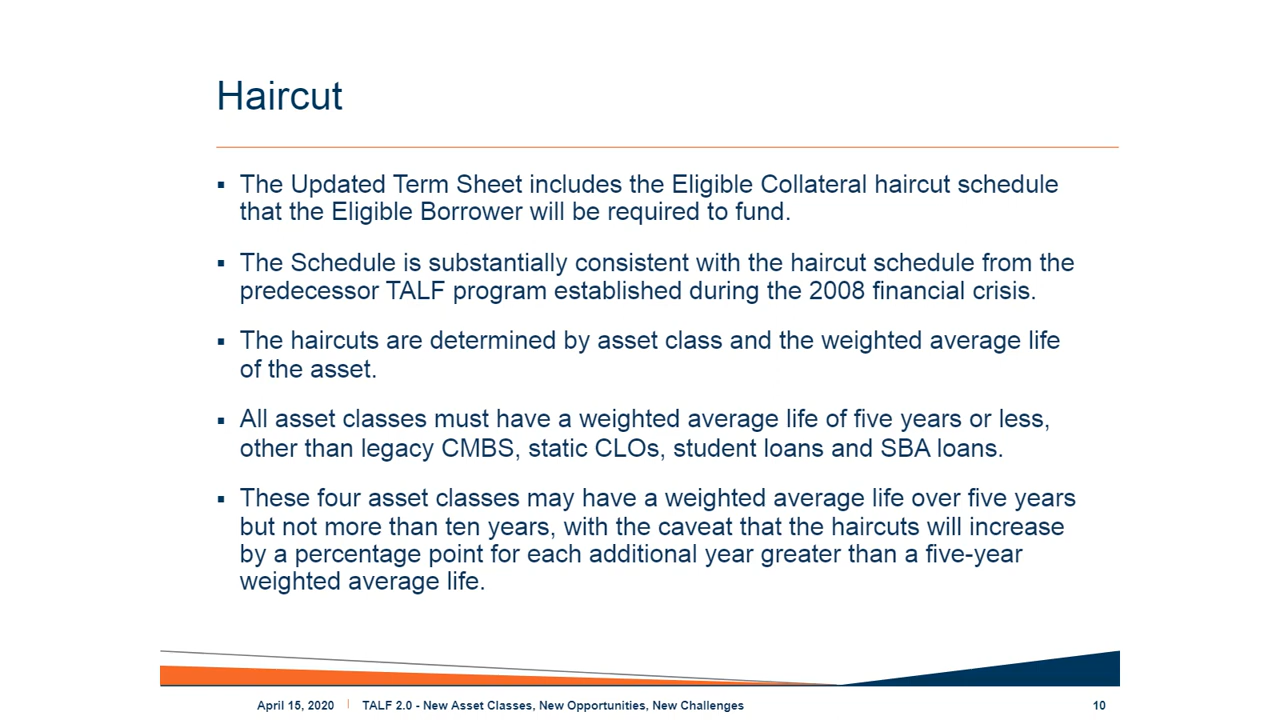 Haircut
▪ The Updated Term Sheet includes the Eligible Collateral haircut schedule
that the Eligible Borrower will be required to fund.
▪ The Schedule is substantially consistent with the haircut schedule from the
predecessor TALF program established during the 2008 financial crisis.
▪ The haircuts are determined by asset class and the weighted average life
of the asset.
▪ All asset classes must have a weighted average life of five years or less,
other than legacy CMBS, static CLOs, student loans and SBA loans.
▪ These four asset classes may have a weighted average life over five years
but not more than ten years, with the caveat that the haircuts will increase
by a percentage point for each additional year greater than a five-year
weighted average life.
April 15, 2020 | TALF 2.0 - New Asset Classes, New Opportunities, New Challenges 10